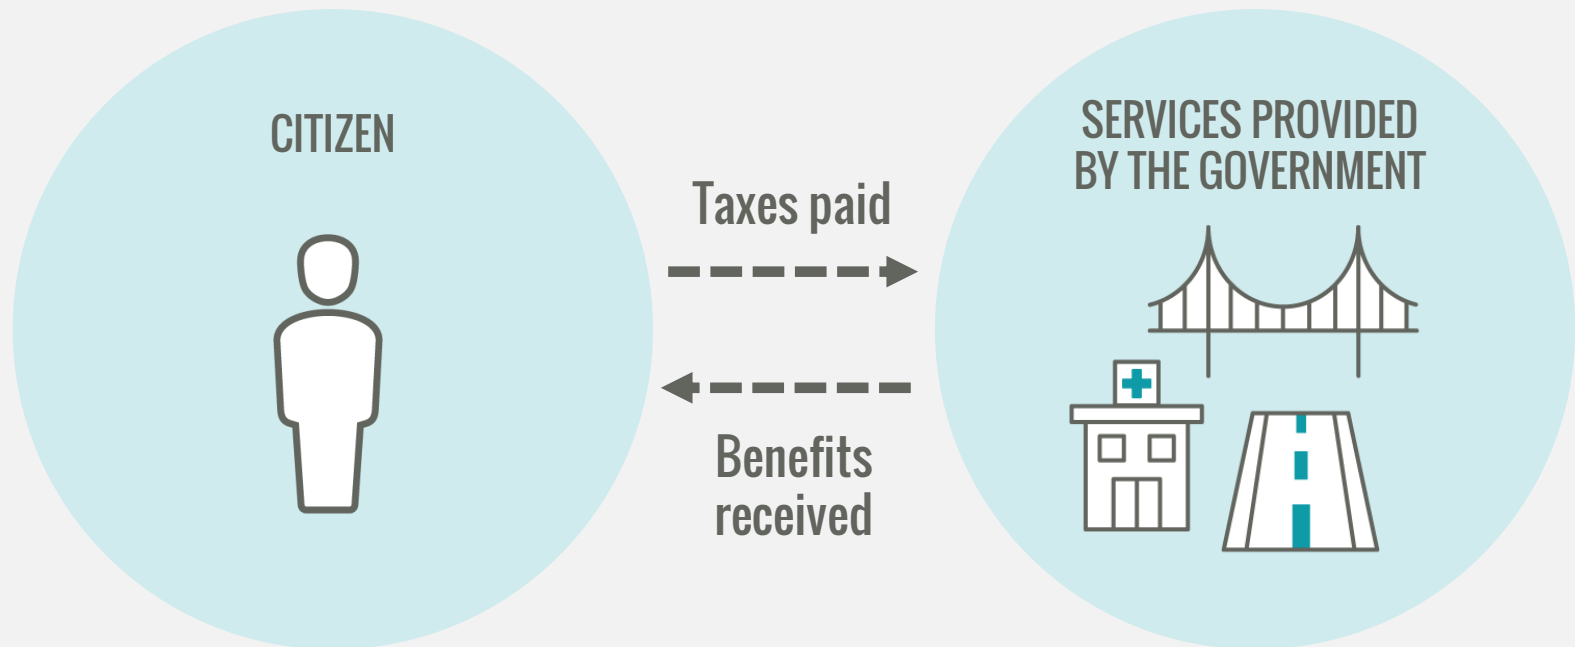 CITIZEN
Taxes paid
Benefits
received
SERVICES PROVIDED
BY THE GOVERNMENT